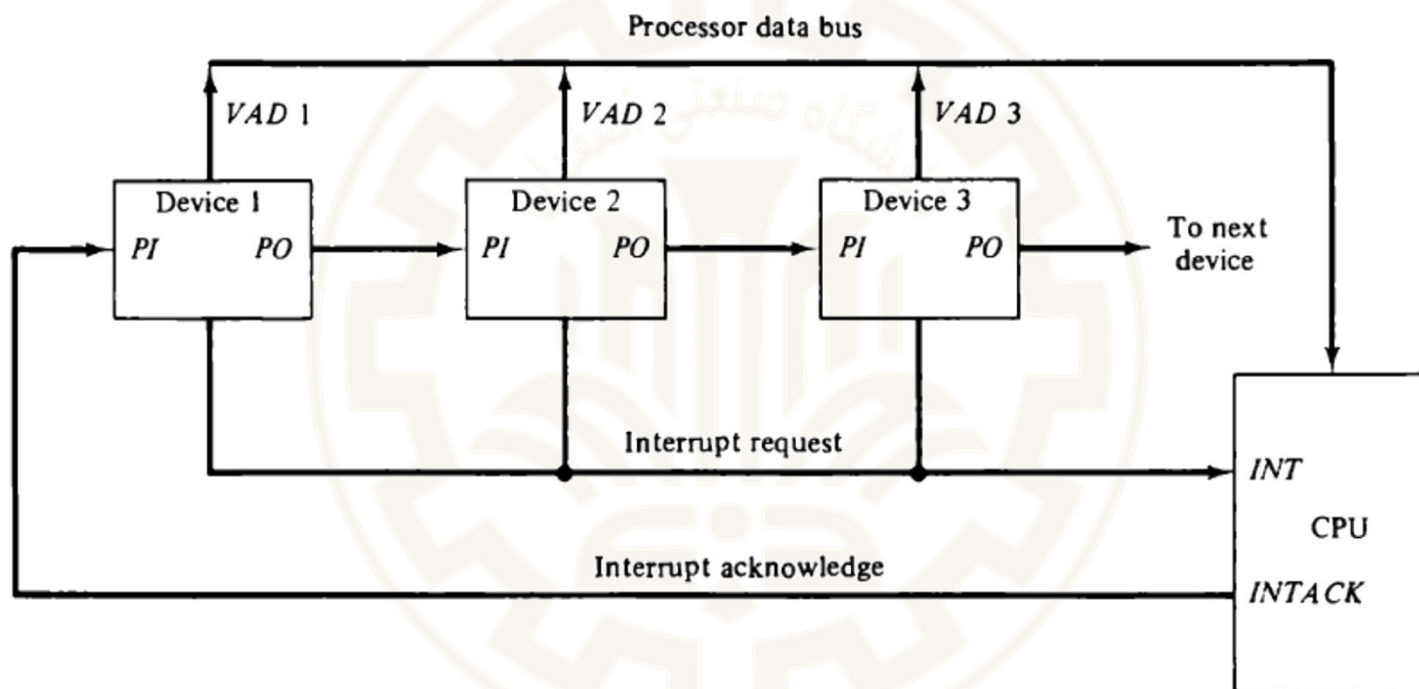 Processor data bus
VAD 1
VAD 2
VAD 3
Device 1
PI PO
Device 2
PI PO
Device 3
PI PO
To next
device
Interrupt request
INT
CPU
Interrupt acknowledge
INTACK